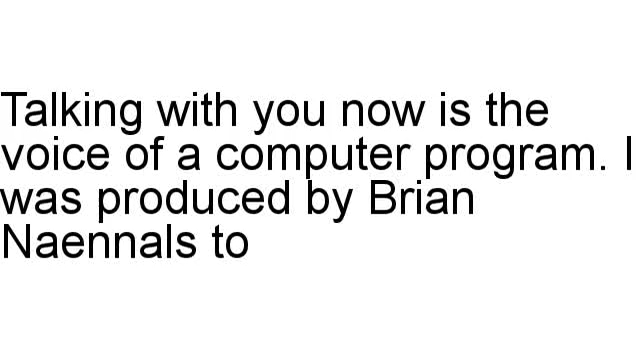 Talking with you now is the
voice of a computer program. I
was produced by Brian
Naennals to